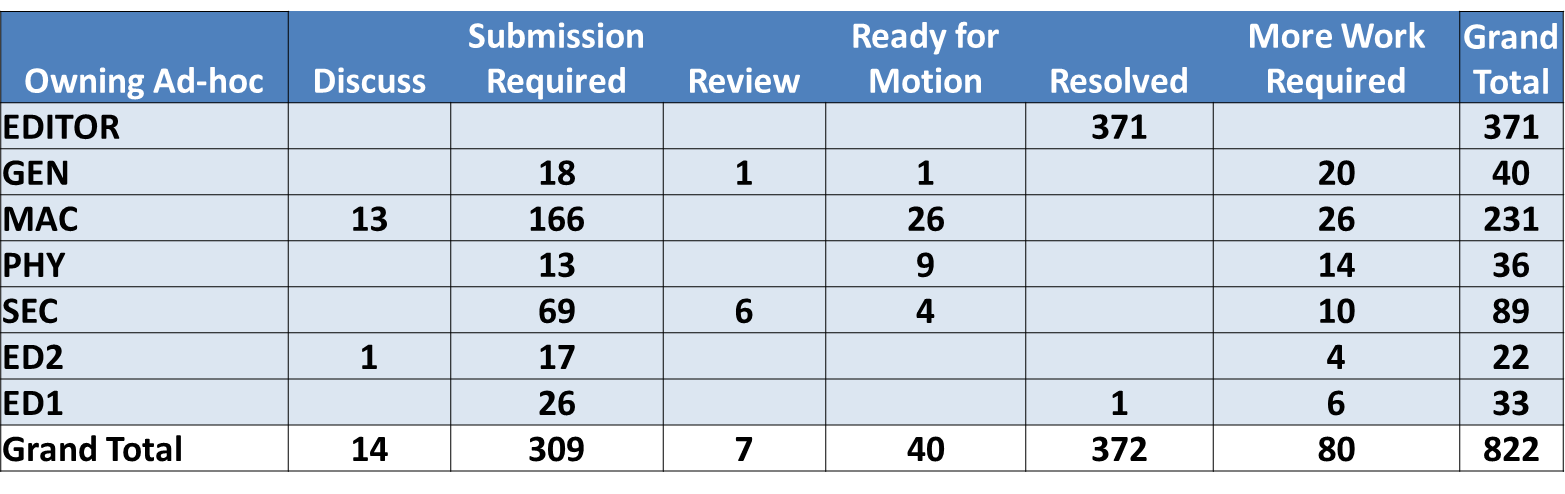 Owning Ad-hoc Discuss Submission Required Review Ready for Motion Resolved More Work Required Grand Total
EDITOR 371 371
GEN 18 1 1 20 40
MAC 13 166 26 26 231
PHY 13 9 14 36
SEC 69 6 4 10 89
ED2 1 17 4 22
ED1 26 1 6 33
Grand Total 14 309 7 40 372 80 822